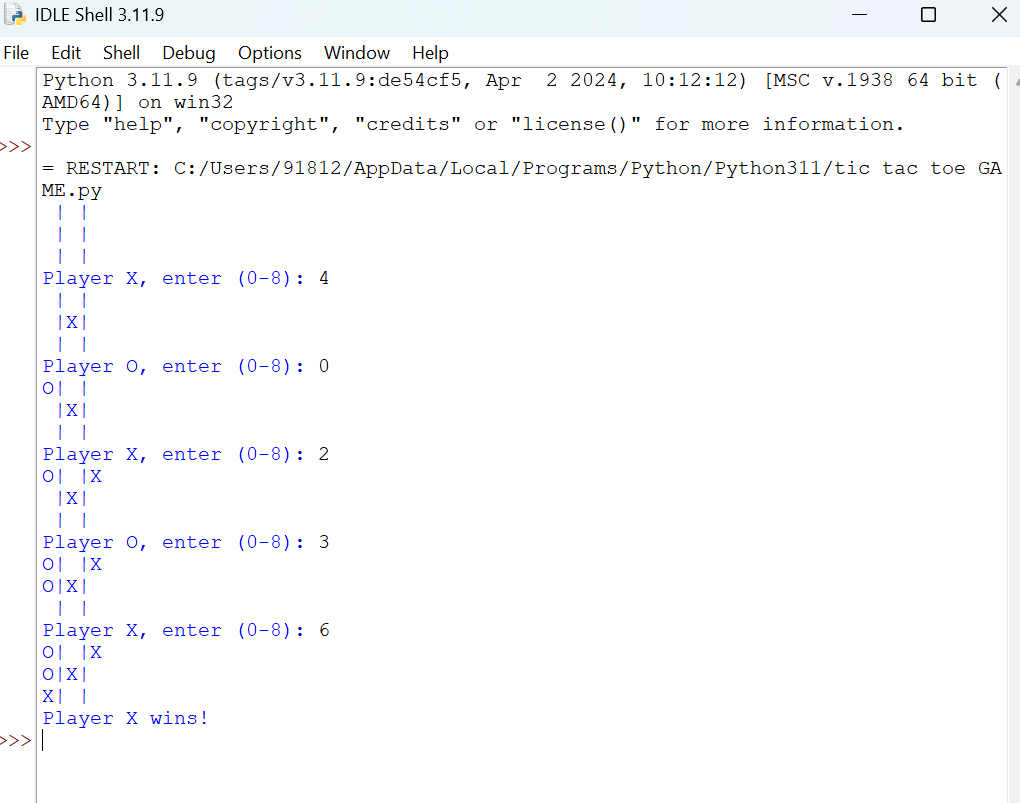 IDLE Shell 3.11.9
File Edit Shell Debug Options Window Help
Python 3.11.9 (tags/v3.11.9:de54cf5, Apr  2 2024, 10:12:12) [MSC v.1938 64 bit (
AMD64)] on win32
Type "help", "copyright", "credits" or "license()" for more information.
>>>
= RESTART: C:/Users/91812/AppData/Local/Programs/Python/Python311/tic tac toe GA
ME.py
 | |
 | |
 | |
Player X, enter (0-8): 4
 | |
 |X|
 | |
Player O, enter (0-8): 0
O| |
 |X|
 | |
Player X, enter (0-8): 2
O| |X
 |X|
 | |
Player O, enter (0-8): 3
O| |X
O|X|
 | |
Player X, enter (0-8): 6
O| |X
O|X|
X| |
Player X wins!
>>>